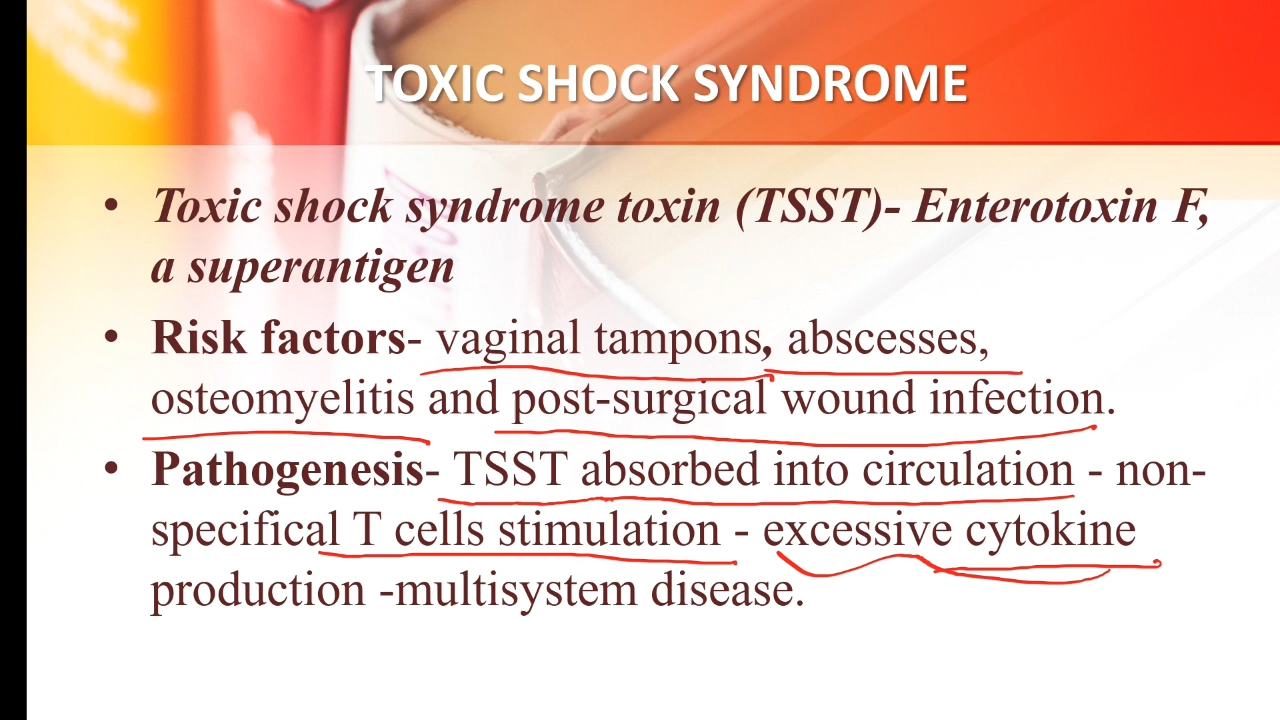 TOXIC SHOCK SYNDROME
• Toxic shock syndrome toxin (TSST)- Enterotoxin F,
a superantigen
• Risk factors- vaginal tampons, abscesses,
osteomyelitis and post-surgical wound infection.
• Pathogenesis- TSST absorbed into circulation - non-
specifical T cells stimulation - excessive cytokine
production -multisystem disease.